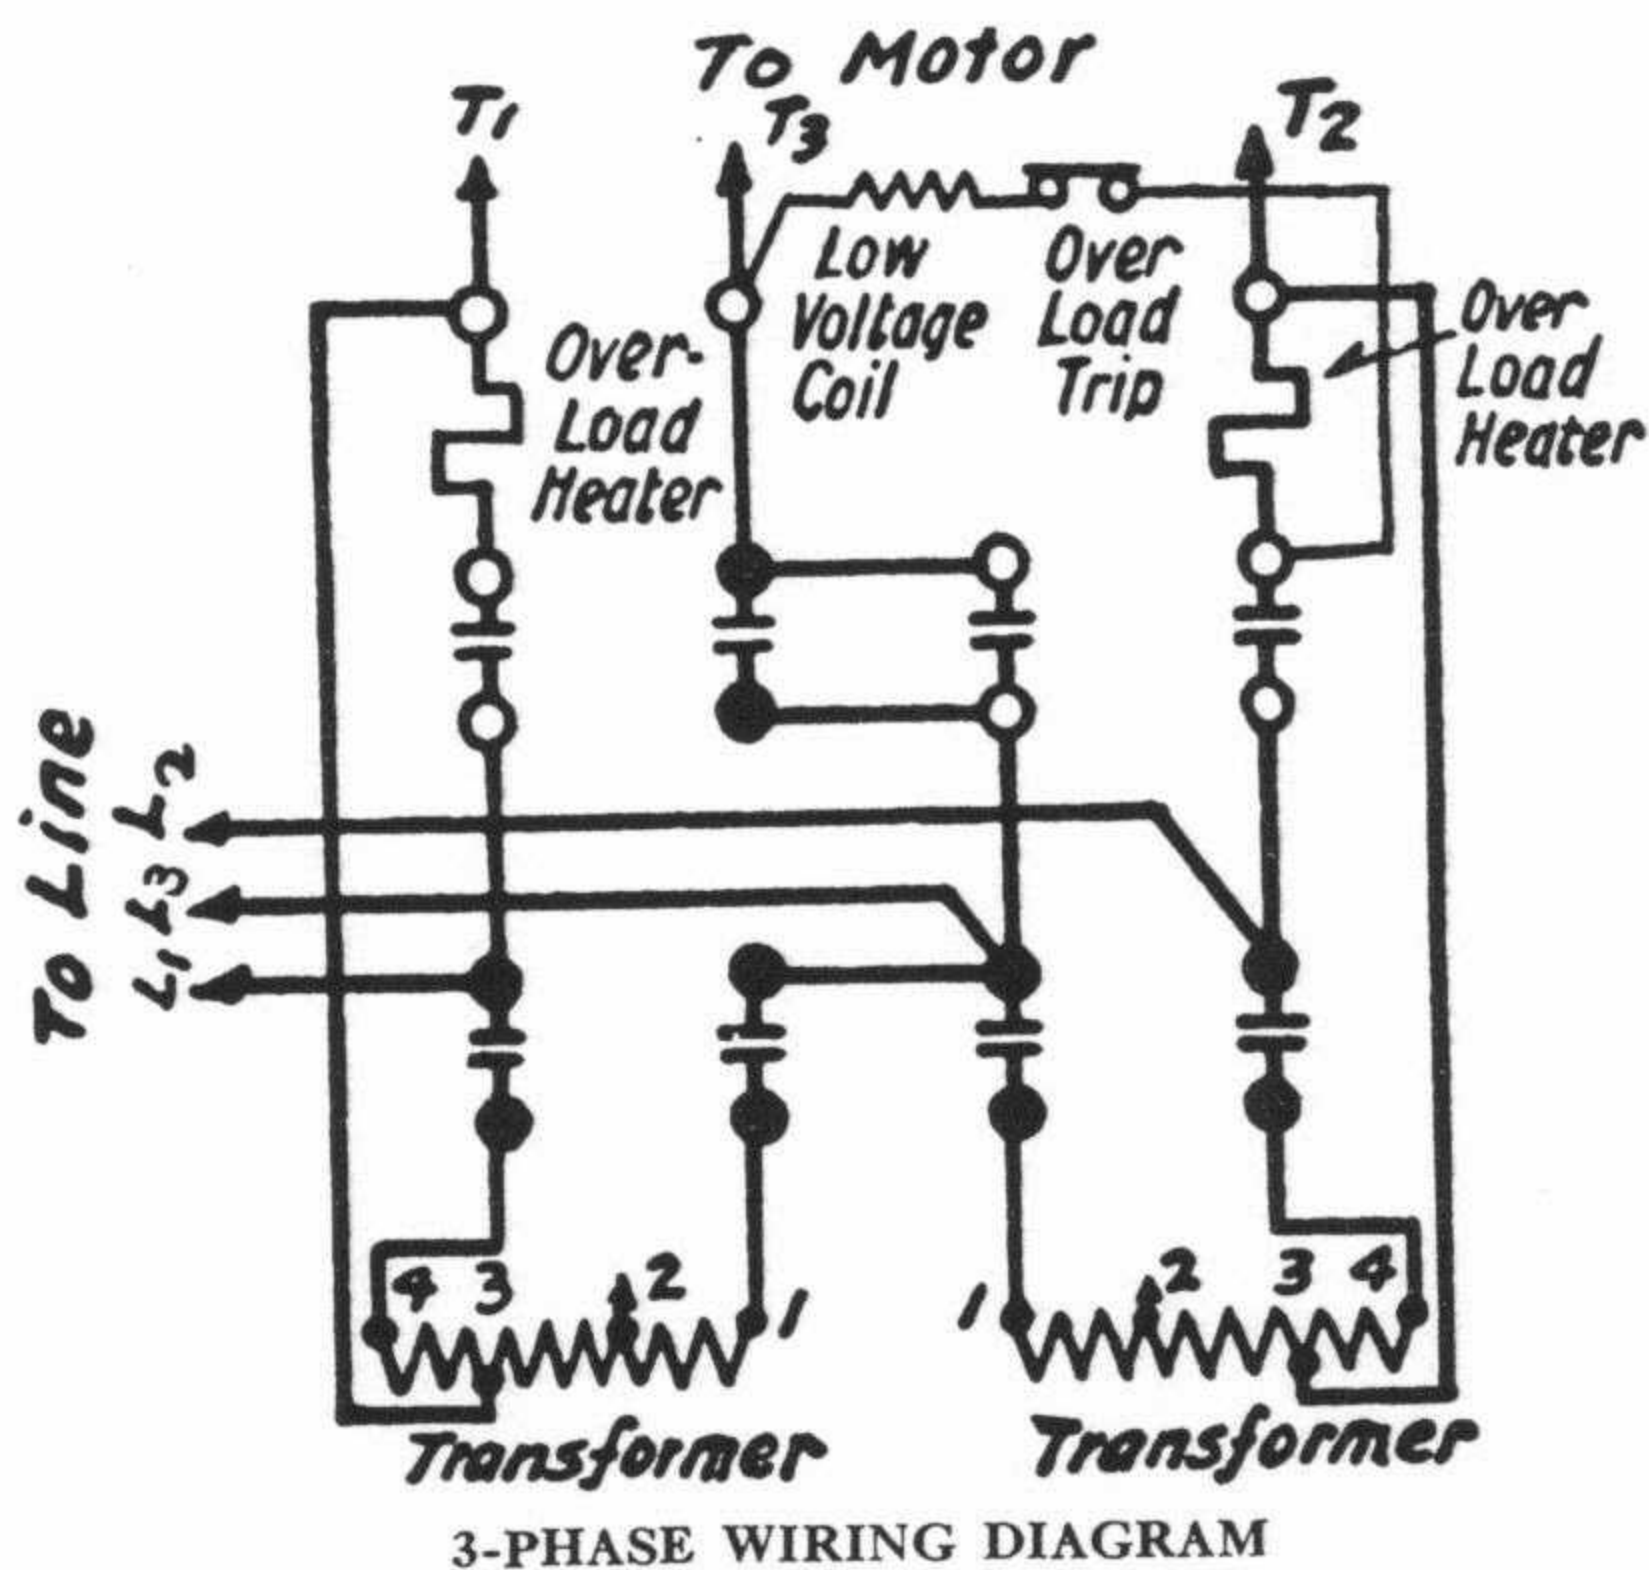 To Motor
T1
T3
T2
Low
Voltage
Coil
Over
Load
Trip
Over-
Load
Heater
Over
Load
Heater
To Line
L2
L3
L1
4 3 2 1
1 2 3 4
Transformer
Transformer
3-PHASE WIRING DIAGRAM